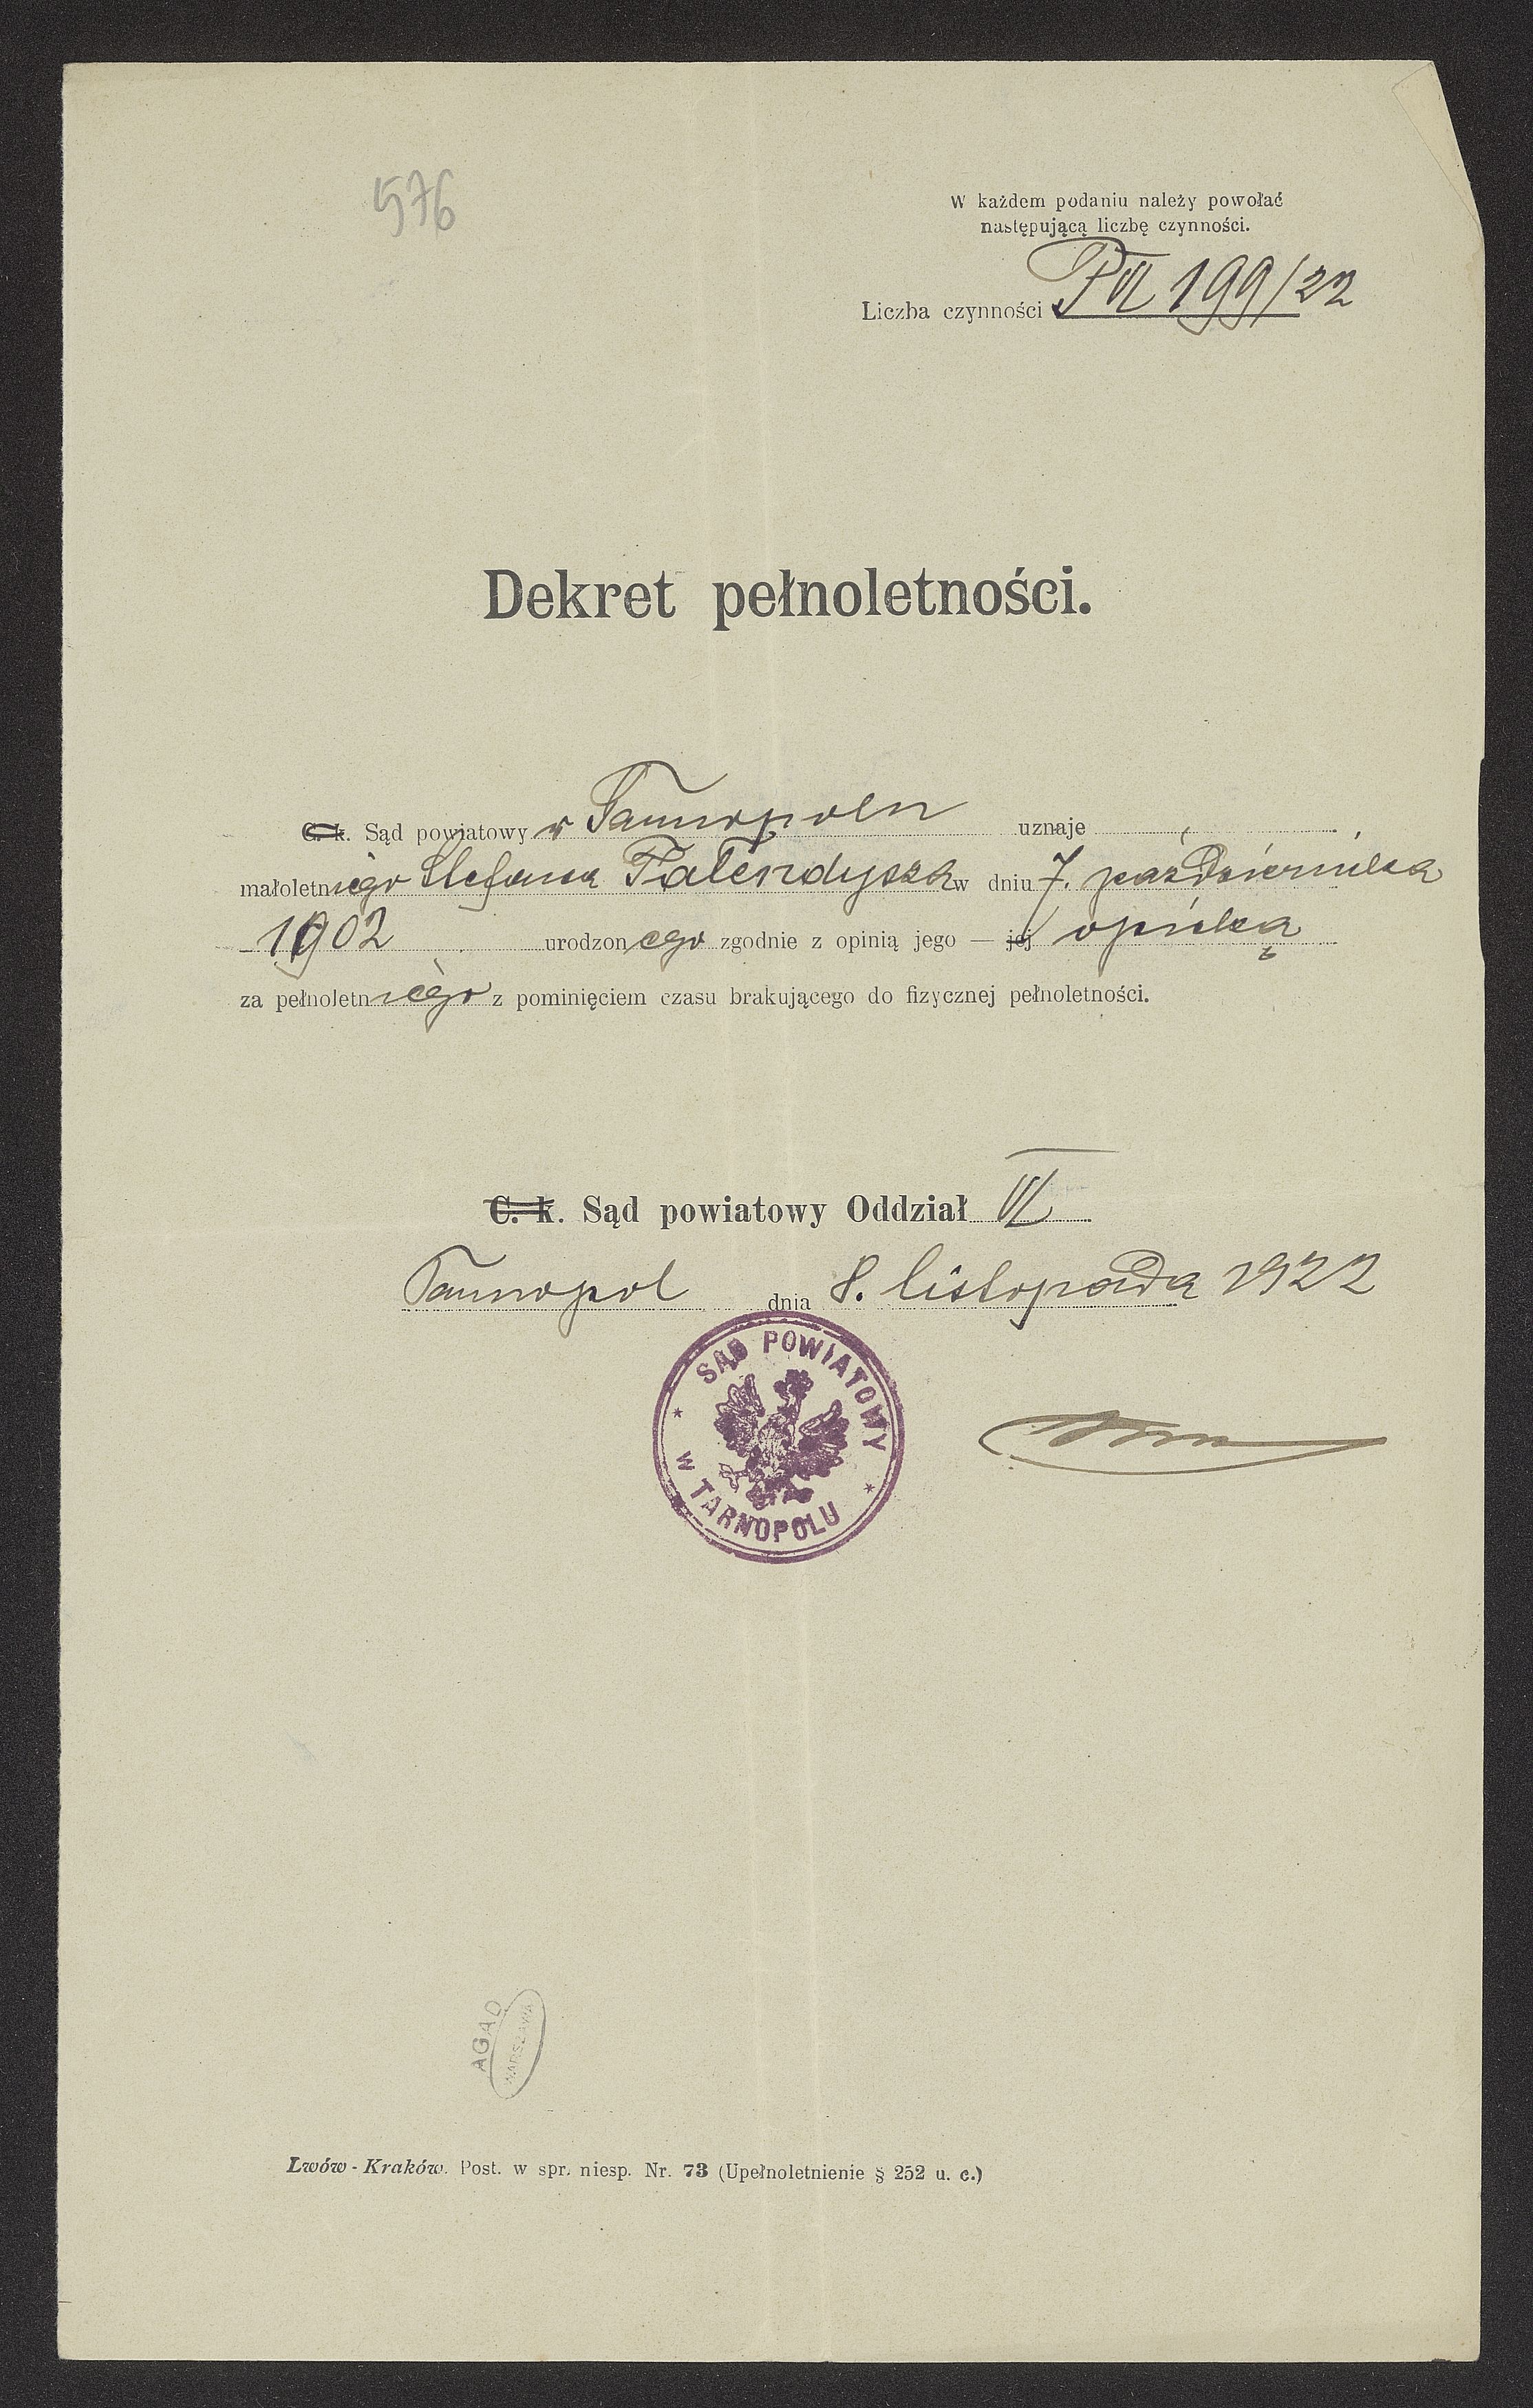 576
W każdem podaniu należy powołać
następującą liczbę czynności.
Liczba czynności P VI 199/22
Dekret pełnoletności.
C. k. Sąd powiatowy w Tarnopolu uznaje
małoletniego Stefana w dniu 7. października
1902 urodzonego zgodnie z opinią jego — jej opieką
za pełnoletniego z pominięciem czasu brakującego do fizycznej pełnoletności.
C. k. Sąd powiatowy Oddział VI
Tarnopol dnia 8. listopada 1922
SĄD POWIATOWY
W TARNOPOLU
AGAD
WARSZAWA
Lwów - Kraków. Post. w spr. niesp. Nr. 73 (Upełnoletnienie § 252 u. c.)